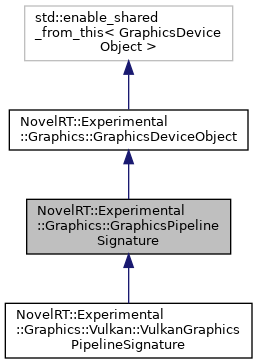 std::enable_shared
_from_this< GraphicsDevice
Object >
NovelRT::Experimental
::Graphics::GraphicsDeviceObject
NovelRT::Experimental
::Graphics::GraphicsPipeline
Signature
NovelRT::Experimental
::Graphics::Vulkan::VulkanGraphics
PipelineSignature